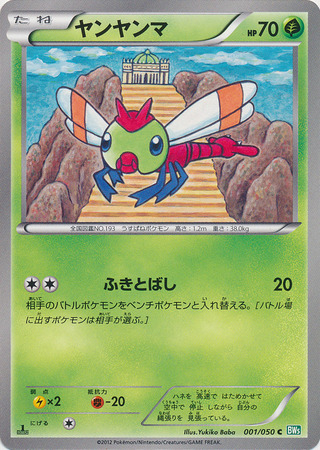 たね
ヤンヤンマ
HP70
全国図鑑NO.193 うすばねポケモン 高さ：1.2m 重さ：38.0kg
ふきとばし 20
相手のバトルポケモンをベンチポケモンと入れ替える。[バトル場
に出すポケモンは相手が選ぶ。]
弱点 抵抗力
×2 -20
にげる
ハネを 高速で はためかせて
空中で 停止しながら 自分の
縄張りを 見張っている。
Illus.Yukiko Baba 001/050 C BWs
1
©2012 Pokémon/Nintendo/Creatures/GAME FREAK.